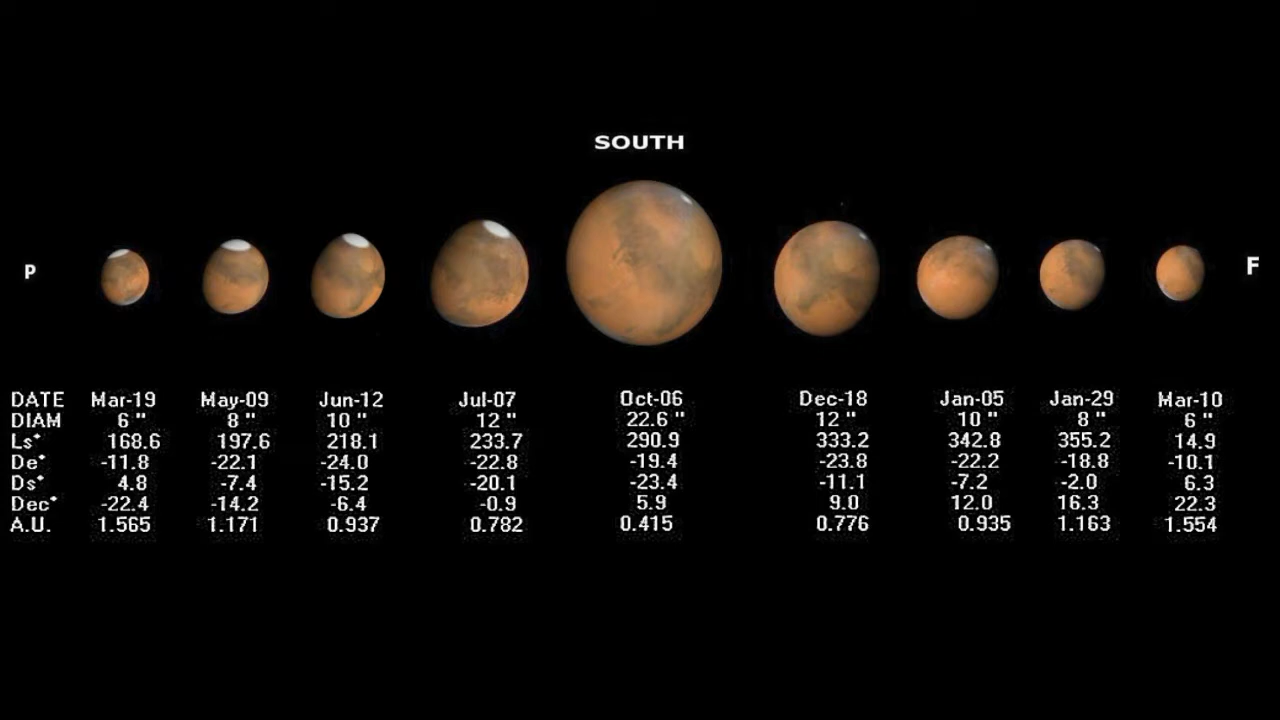 SOUTH
P F
DATE Mar-19 May-09 Jun-12 Jul-07 Oct-06 Dec-18 Jan-05 Jan-29 Mar-10
DIAM 6 " 8 " 10 " 12 " 22.6 " 12 " 10 " 8 " 6 "
Ls° 168.6 197.6 218.1 233.7 290.9 333.2 342.8 355.2 14.9
De° -11.8 -22.1 -24.0 -22.8 -19.4 -23.8 -22.2 -18.8 -10.1
Ds° 4.8 -7.4 -15.2 -20.1 -23.4 -11.1 -7.2 -2.0 6.3
Dec° -22.4 -14.2 -6.4 -0.9 5.9 9.0 12.0 16.3 22.3
A.U. 1.565 1.171 0.937 0.782 0.415 0.776 0.935 1.163 1.554